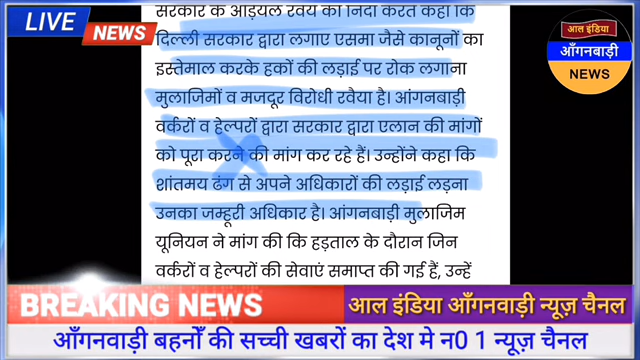 सरकार के अड़ियल रवैये की निंदा करते कहा कि
LIVE NEWS
दिल्ली सरकार द्वारा लगाए एसमा जैसे कानूनों का
इस्तेमाल करके हकों की लड़ाई पर रोक लगाना
मुलाजिमों व मजदूर विरोधी रवैया है। आंगनबाड़ी
वर्करों व हेल्परों द्वारा सरकार द्वारा एलान की मांगों
को पूरा करने की मांग कर रहे हैं। उन्होंने कहा कि
शांतमय ढंग से अपने अधिकारों की लड़ाई लड़ना
उनका जम्हूरी अधिकार है। आंगनबाड़ी मुलाजिम
यूनियन ने मांग की कि हड़ताल के दौरान जिन
वर्करों व हेल्परों की सेवाएं समाप्त की गई हैं, उन्हें
आल इंडिया
आँगनबाड़ी
NEWS
BREAKING NEWS
आल इंडिया आँगनवाड़ी न्यूज़ चैनल
आँगनवाड़ी बहनोँ की सच्ची खबरों का देश मे न0 1 न्यूज़ चैनल